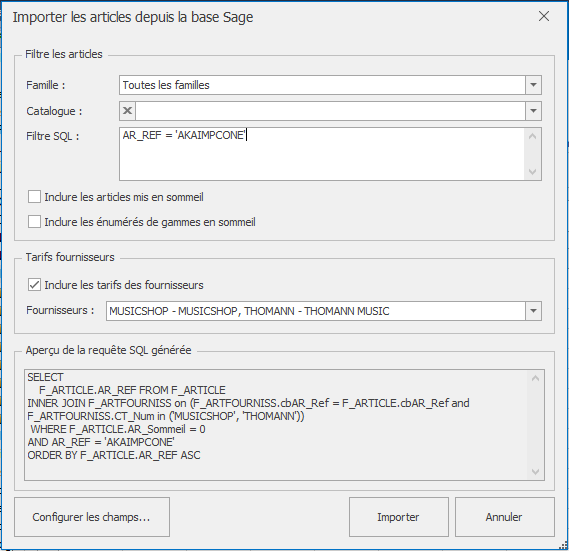 Importer les articles depuis la base Sage
Filtre les articles
Famille : Toutes les familles
Catalogue :
Filtre SQL : AR_REF = 'AKAIMPCONE'
Inclure les articles mis en sommeil
Inclure les énumérés de gammes en sommeil
Tarifs fournisseurs
Inclure les tarifs des fournisseurs
Fournisseurs : MUSICSHOP - MUSICSHOP, THOMANN - THOMANN MUSIC
Aperçu de la requête SQL générée
SELECT
F_ARTICLE.AR_REF FROM F_ARTICLE
INNER JOIN F_ARTFOURNISS on (F_ARTFOURNISS.cbAR_Ref = F_ARTICLE.cbAR_Ref and
F_ARTFOURNISS.CT_Num in ('MUSICSHOP', 'THOMANN'))
WHERE F_ARTICLE.AR_Sommeil = 0
AND AR_REF = 'AKAIMPCONE'
ORDER BY F_ARTICLE.AR_REF ASC
Configurer les champs... Importer Annuler